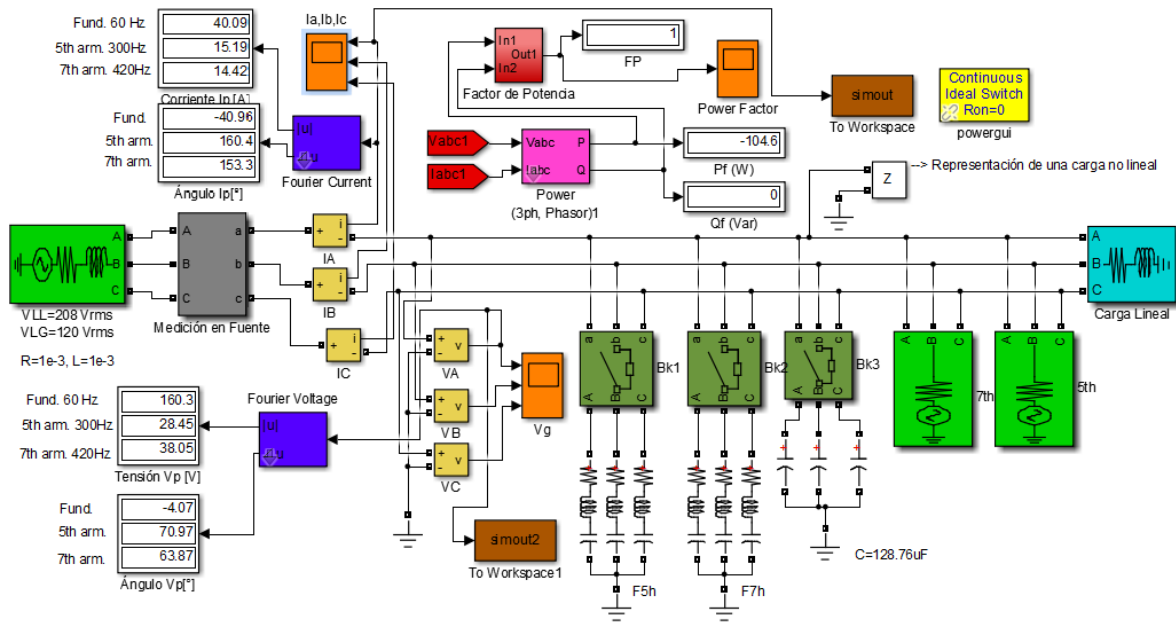 Fund. 60 Hz
40.09
5th arm. 300Hz
15.19
7th arm. 420Hz
14.42
Corriente Ip [A]
Fund.
-40.96
5th arm.
160.4
7th arm.
153.3
Ángulo Ip[°]
|u|
u
Fourier Current
Ia,Ib,Ic
In1
In2
Out1
Factor de Potencia
1
FP
Power Factor
simout
To Workspace
Continuous
Ideal Switch
Ron=0
powergui
Vabc1
Iabc1
Vabc
Iabc
P
Q
Power
(3ph, Phasor)1
-104.6
Pf (W)
0
Qf (Var)
Z
--> Representación de una carga no lineal
A
B
C
VLL=208 Vrms
VLG=120 Vrms
R=1e-3, L=1e-3
A
B
C
a
b
c
Medición en Fuente
+
-
i
IA
+
-
i
IB
+
-
i
IC
A
B
C
Carga Lineal
+
-
v
VA
+
-
v
VB
+
-
v
VC
Vg
a
b
c
A
B
C
Bk1
a
b
c
A
B
C
Bk2
a
b
c
A
B
C
Bk3
A
B
C
7th
A
B
C
5th
+
+
+
F5h
F7h
C=128.76uF
simout2
To Workspace1
Fund. 60 Hz
160.3
5th arm. 300Hz
28.45
7th arm. 420Hz
38.05
Tensión Vp [V]
Fourier Voltage
|u|
u
Fund.
-4.07
5th arm.
70.97
7th arm.
63.87
Ángulo Vp[°]